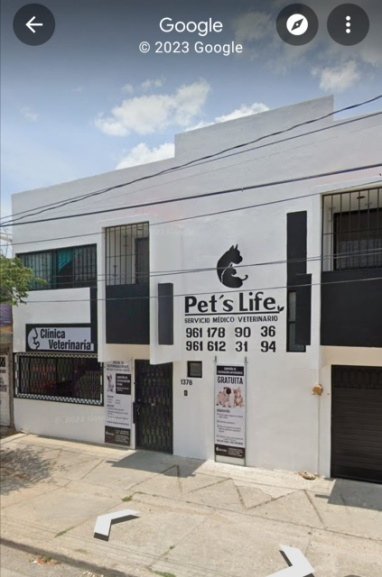 Google
© 2023 Google
Pet's Life
SERVICIO MÉDICO VETERINARIO
961 178 90 36
961 612 31 94
Clínica
Veterinaria
1376
GRATUITA